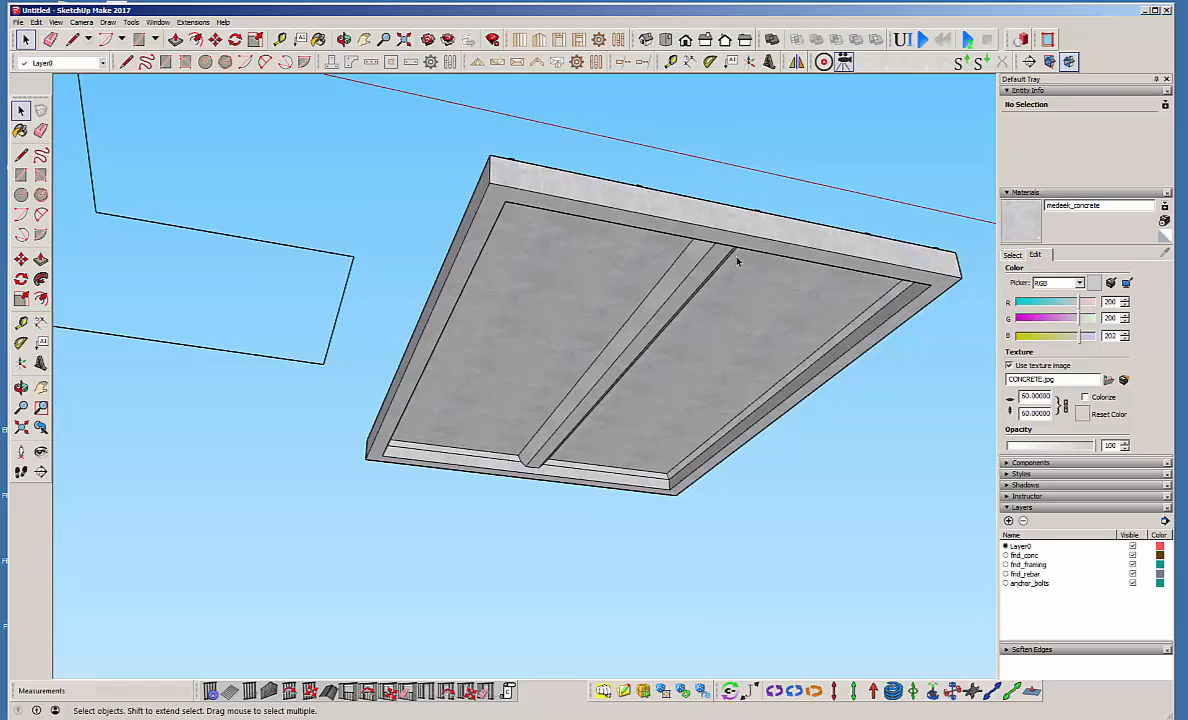 Untitled - SketchUp Make 2017
File Edit View Camera Draw Tools Window Extensions Help
UI
Layer0
Default Tray
Entity Info
No Selection
Materials
medeek_concrete
Select Edit
Color
Picker: RGB
R 200
G 200
B 202
Texture
Use texture image
CONCRETE.jpg
60.00000 Colorize
60.00000 Reset Color
Opacity
100
Components
Styles
Shadows
Instructor
Layers
Name Visible Color
Layer0
fnd_conc
fnd_framing
fnd_rebar
anchor_bolts
Soften Edges
Measurements
Select objects. Shift to extend select. Drag mouse to select multiple.